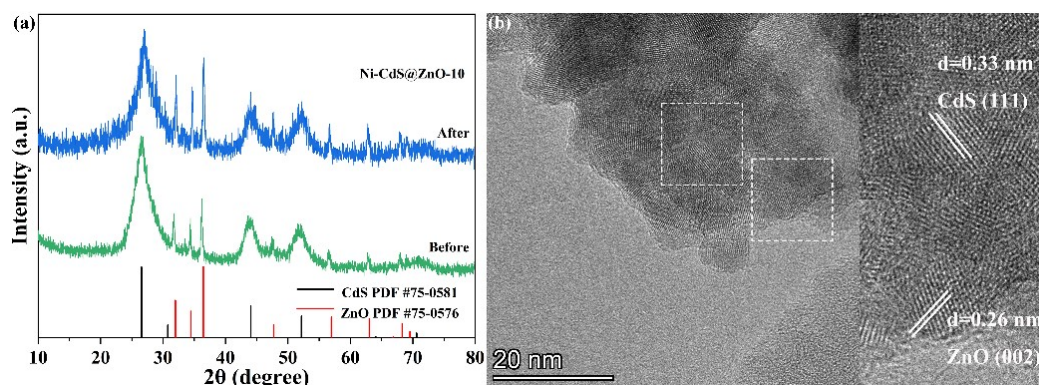 (a)
Ni-CdS@ZnO-10
After
Before
CdS PDF #75-0581
ZnO PDF #75-0576
Intensity (a.u.)
10 20 30 40 50 60 70 80
2θ (degree)
(b)
d=0.33 nm
CdS (111)
d=0.26 nm
ZnO (002)
20 nm